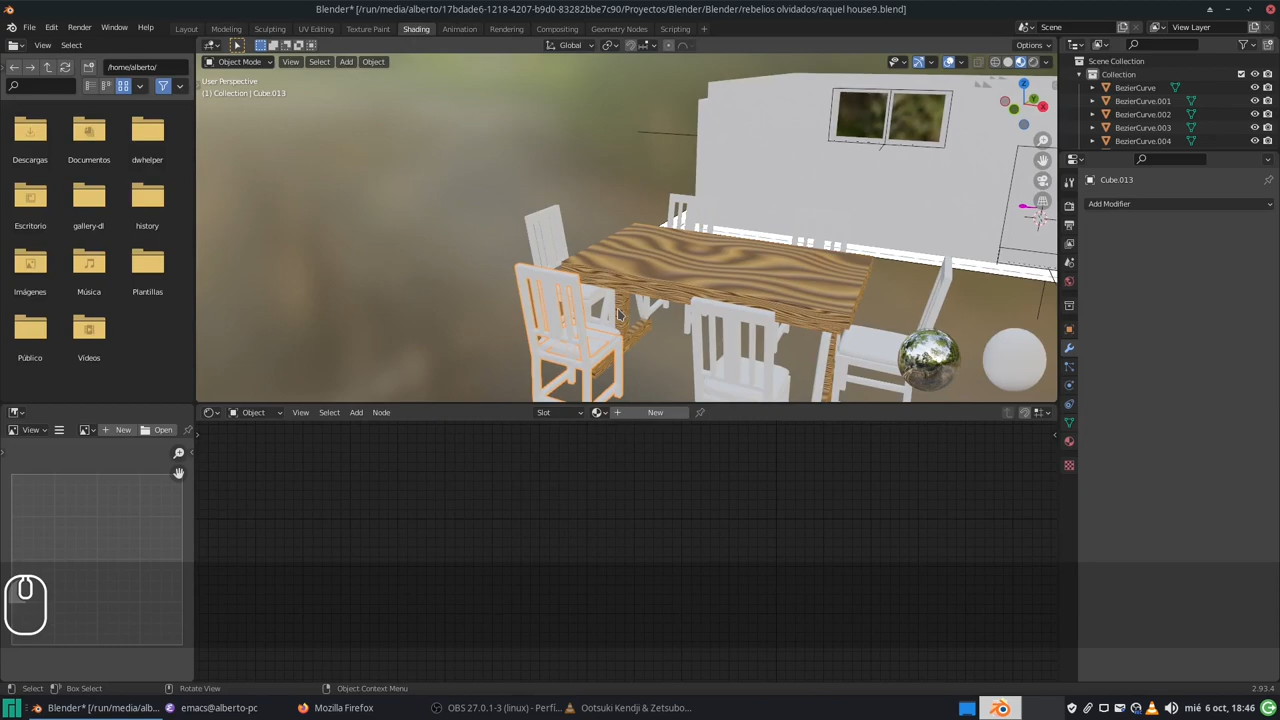 Blender* [/run/media/alberto/17bdade6-1218-4207-b9d0-83282bbe7c90/Proyectos/Blender/Blender/rebelios olvidados/raquel house9.blend]
File Edit Render Window Help
Layout Modeling Sculpting UV Editing Texture Paint Shading Animation Rendering Compositing Geometry Nodes Scripting +
Scene
View Layer
View Select
Global
Options
Object Mode View Select Add Object
/home/alberto/
User Perspective
(1) Collection | Cube.013
Descargas Documentos dwhelper
Escritorio gallery-dl history
Imágenes Música Plantillas
Público Vídeos
Scene Collection
Collection
BezierCurve
BezierCurve.001
BezierCurve.002
BezierCurve.003
BezierCurve.004
Cube.013
Add Modifier
X
Y
Z
View New Open
Object View Select Add Node Slot New
Select Box Select Rotate View Object Context Menu 2.93.4
Blender* [/run/media/alb... emacs@alberto-pc Mozilla Firefox OBS 27.0.1-3 (linux) - Perfi... Ootsuki Kendji & Zetsubo... mié 6 oct, 18:46